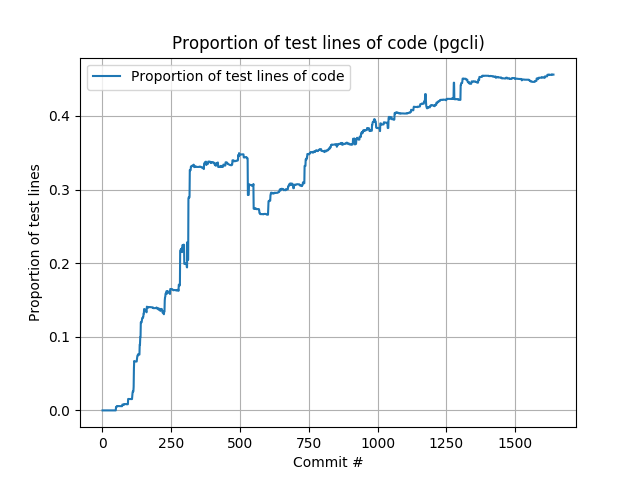 Proportion of test lines of code (pgcli)
Proportion of test lines of code
Proportion of test lines
0.4
0.3
0.2
0.1
0.0
0 250 500 750 1000 1250 1500
Commit #